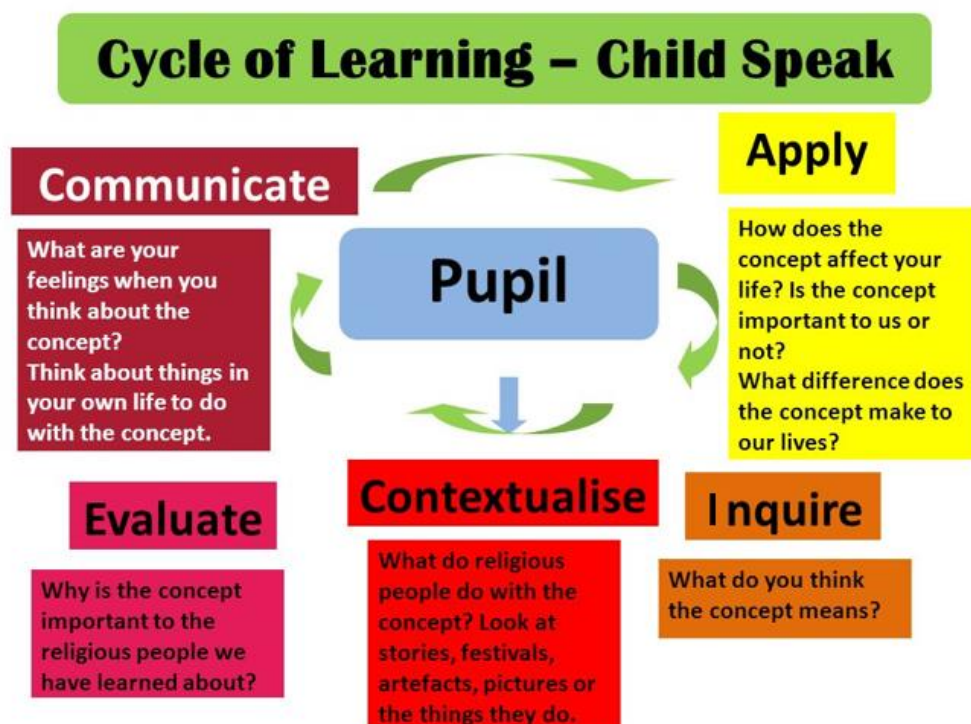 Cycle of Learning – Child Speak
Communicate
What are your
feelings when you
think about the
concept?
Think about things in
your own life to do
with the concept.
Pupil
Apply
How does the
concept affect your
life? Is the concept
important to us or
not?
What difference does
the concept make to
our lives?
Evaluate
Why is the concept
important to the
religious people we
have learned about?
Contextualise
What do religious
people do with the
concept? Look at
stories, festivals,
artefacts, pictures or
the things they do.
Inquire
What do you think
the concept means?